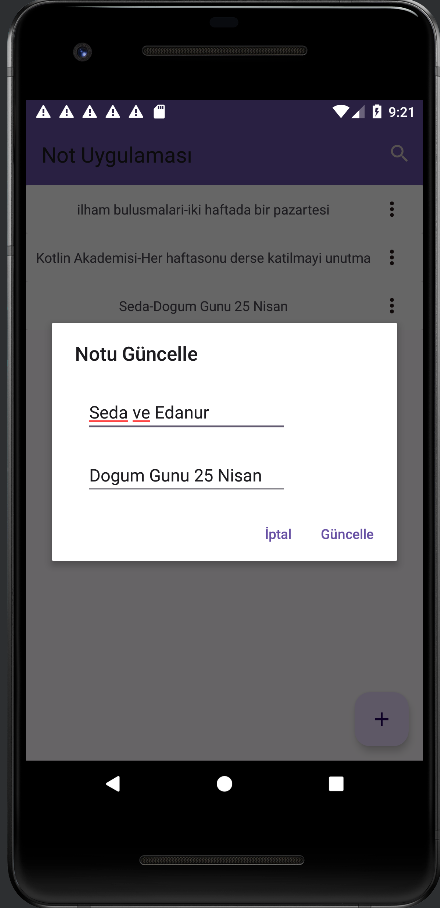 9:21
Not Uygulaması
ilham bulusmalari-iki haftada bir pazartesi
Kotlin Akademisi-Her haftasonu derse katilmayi unutma
Seda-Dogum Gunu 25 Nisan
Notu Güncelle
Seda ve Edanur
Dogum Gunu 25 Nisan
İptal Güncelle